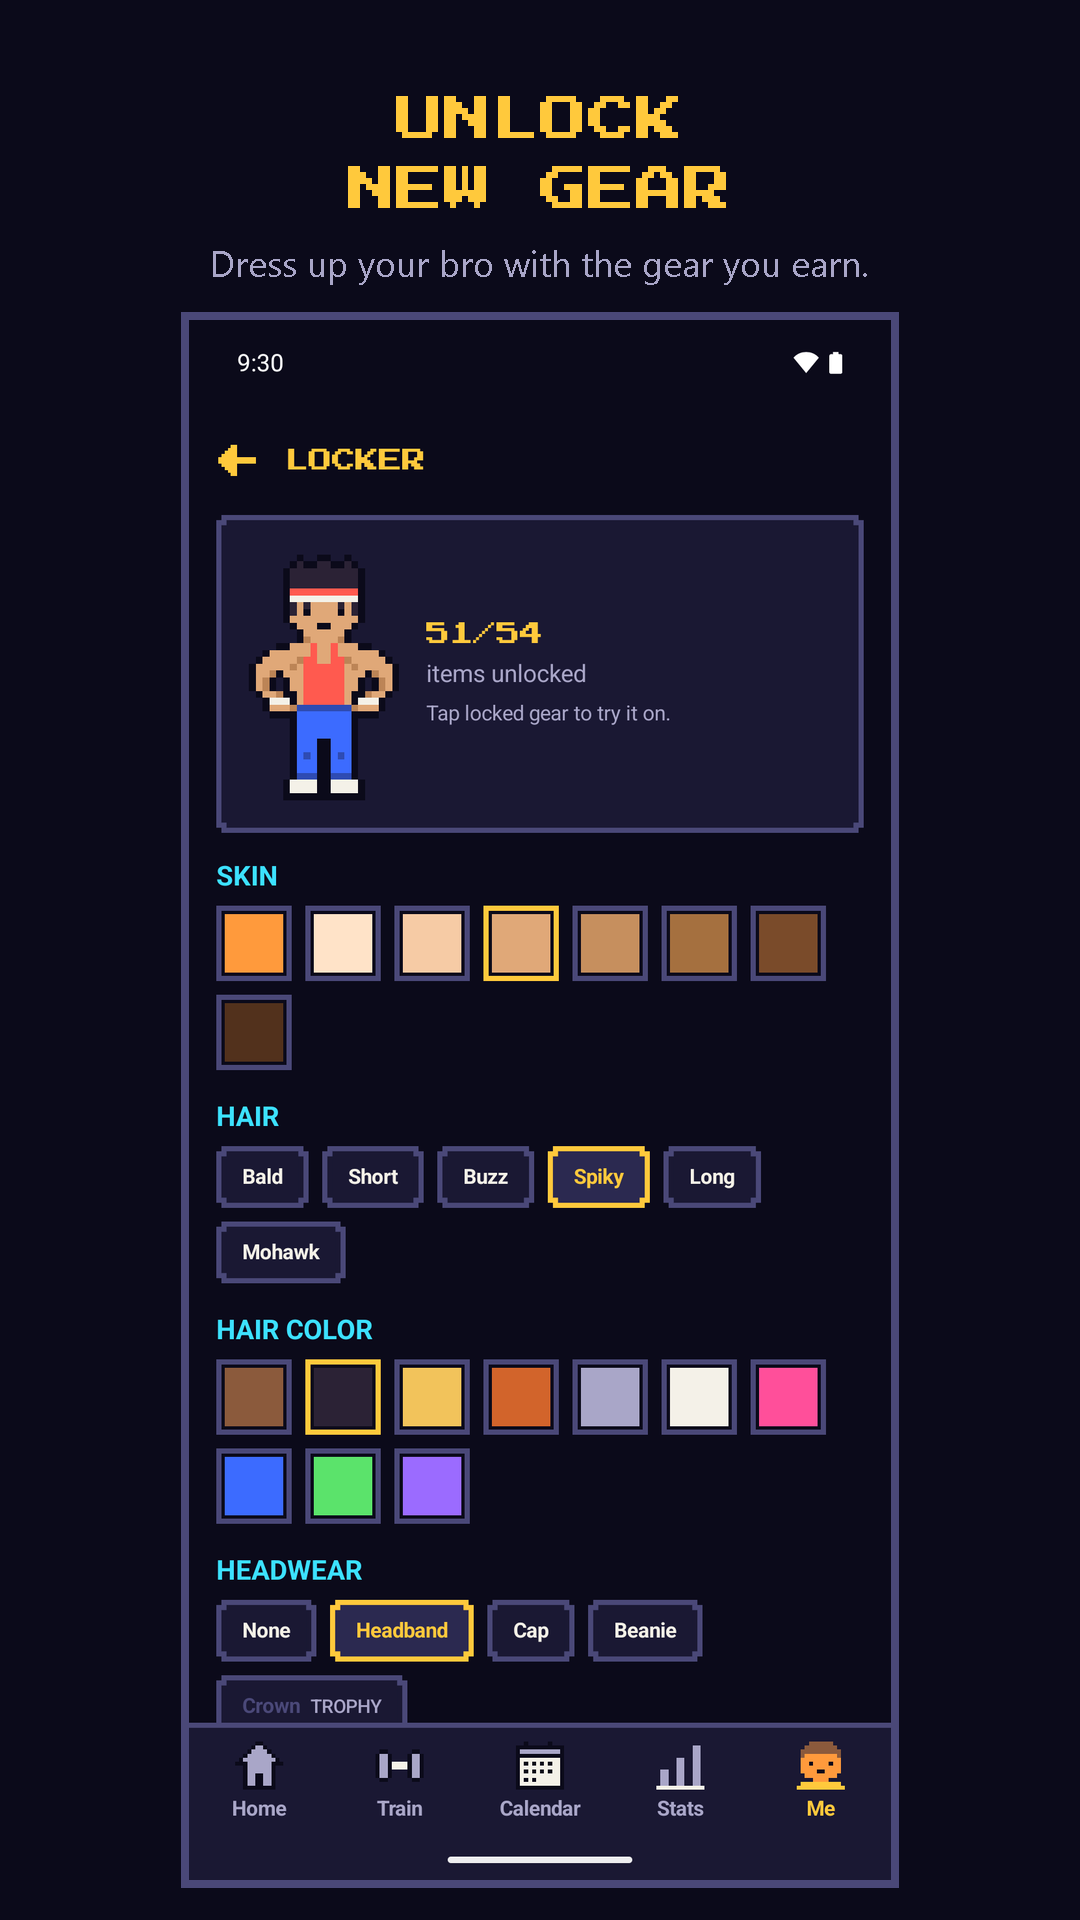 UNLOCK
NEW GEAR
Dress up your bro with the gear you earn.
9:30
LOCKER
51/54
items unlocked
Tap locked gear to try it on.
SKIN
HAIR
Bald Short Buzz Spiky Long
Mohawk
HAIR COLOR
HEADWEAR
None Headband Cap Beanie
Crown TROPHY
Home Train Calendar Stats Me